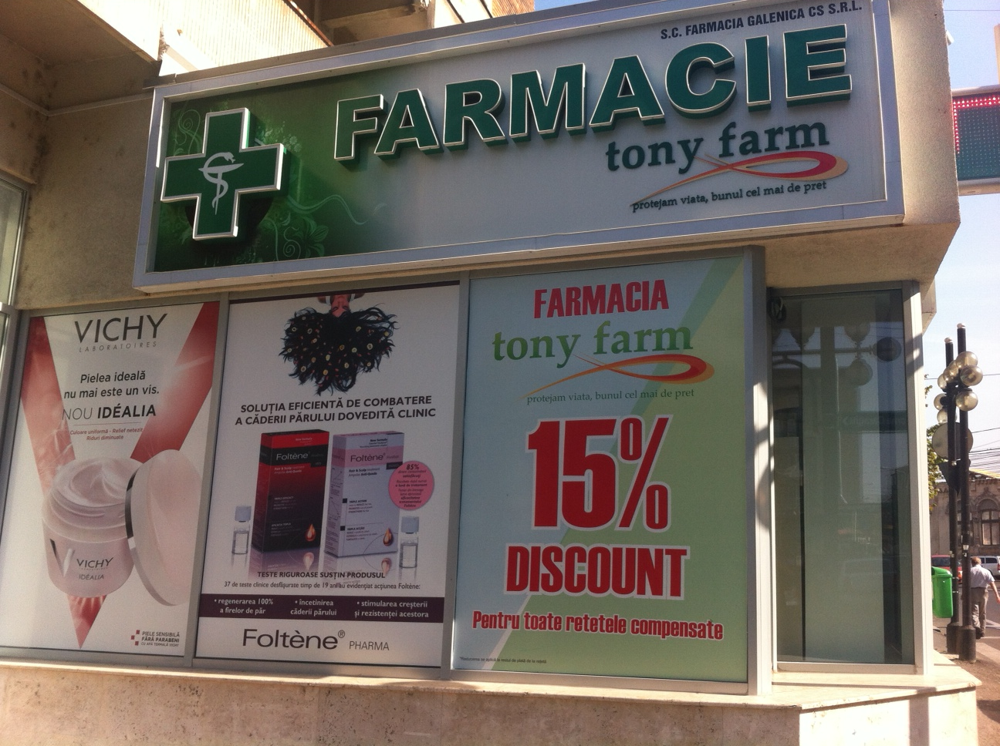 S.C. FARMACIA GALENICA CS S.R.L.
FARMACIE
tony farm
protejam viata, bunul cel mai de pret
VICHY
LABORATOIRES
Pielea ideală
nu mai este un vis.
NOU IDÉALIA
Culoare uniformă - Relief netezit
Riduri diminuate
VICHY
IDÉALIA
PIELE SENSIBILĂ
FĂRĂ PARABENI
CU APĂ TERMALĂ VICHY
SOLUȚIA EFICIENTĂ DE COMBATERE
A CĂDERII PĂRULUI DOVEDITĂ CLINIC
Foltène
Foltène
85%
TESTE RIGUROASE SUSȚIN PRODUSUL
37 de teste clinice desfășurate timp de 19 ani au evidențiat acțiunea Foltène:
• regenerarea 100%
a firelor de păr
• încetinirea
căderii părului
• stimularea creșterii
și rezistenței acestora
Foltène® PHARMA
FARMACIA
tony farm
protejam viata, bunul cel mai de pret
15%
DISCOUNT
Pentru toate retetele compensate